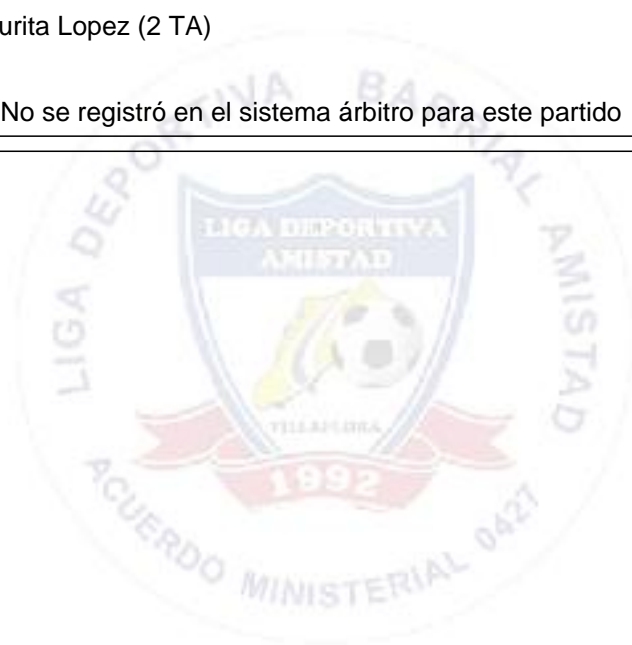 urita Lopez (2 TA)
No se registró en el sistema árbitro para este partido
LIGA DEPORTIVA BARRIAL AMISTAD
LIGA DEPORTIVA
AMISTAD
VILLAFLORA
1992
ACUERDO MINISTERIAL 0427